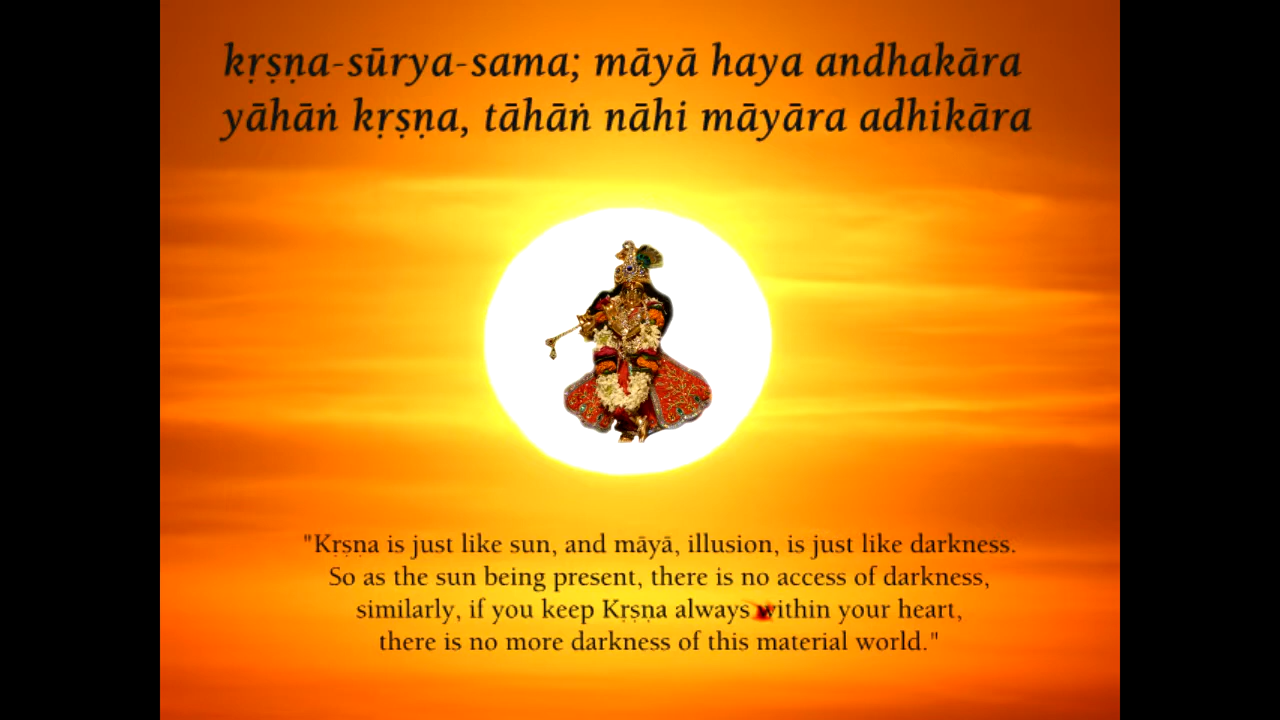 kṛṣṇa-sūrya-sama; māyā haya andhakāra
yāhāṅ kṛṣṇa, tāhāṅ nāhi māyāra adhikāra
"Kṛṣṇa is just like sun, and māyā, illusion, is just like darkness.
So as the sun being present, there is no access of darkness,
similarly, if you keep Kṛṣṇa always within your heart,
there is no more darkness of this material world."